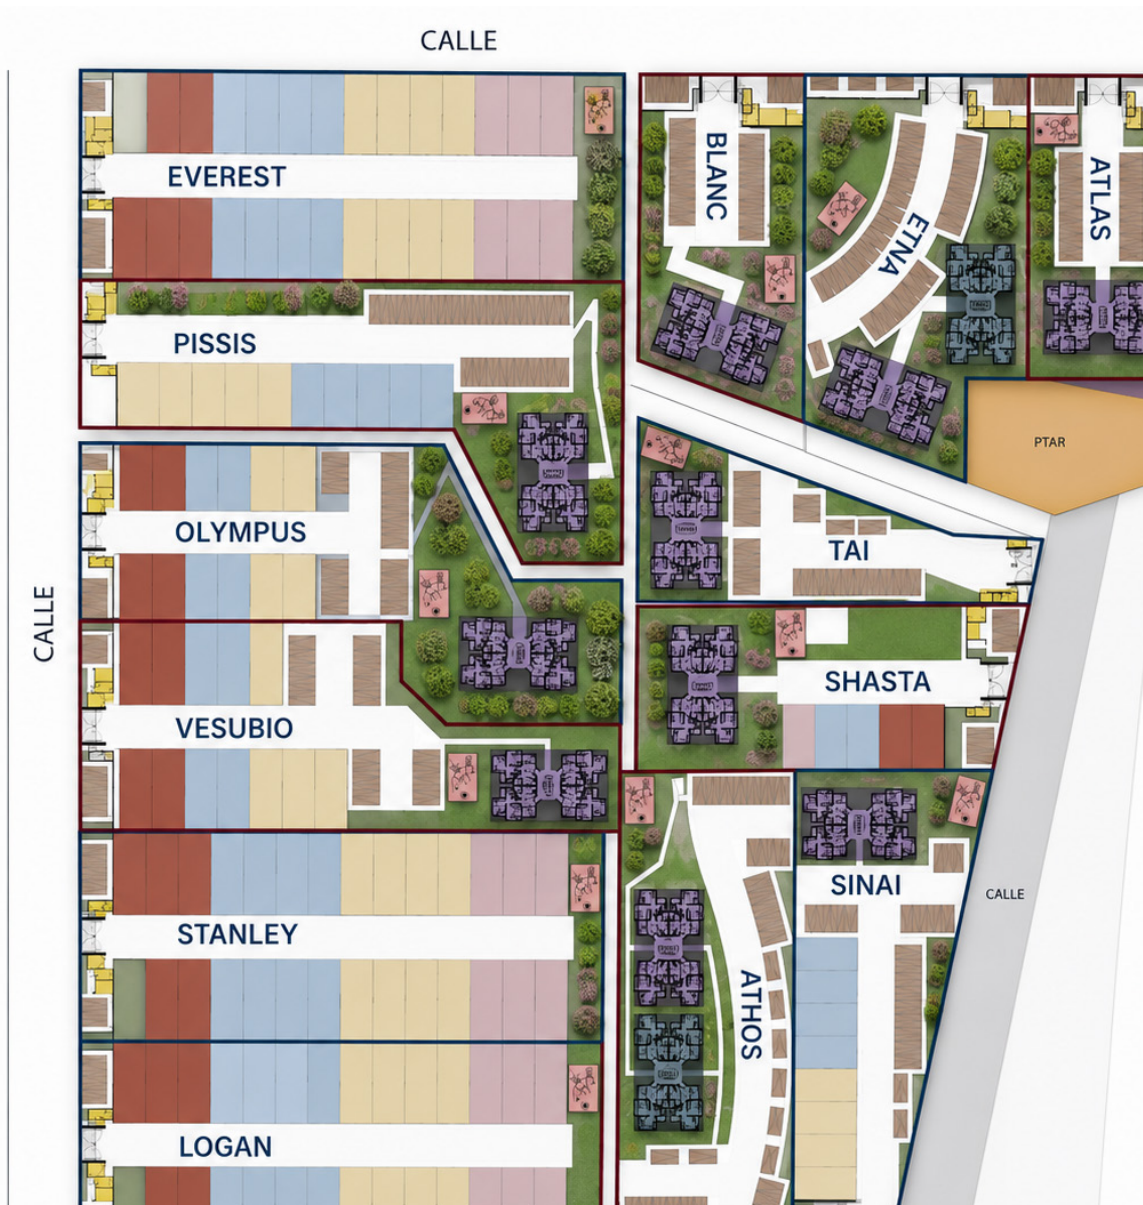 CALLE
EVEREST
BLANC
ETNA
ATLAS
PISSIS
PTAR
OLYMPUS
TAI
CALLE
SHASTA
VESUBIO
SINAI
CALLE
STANLEY
ATHOS
LOGAN